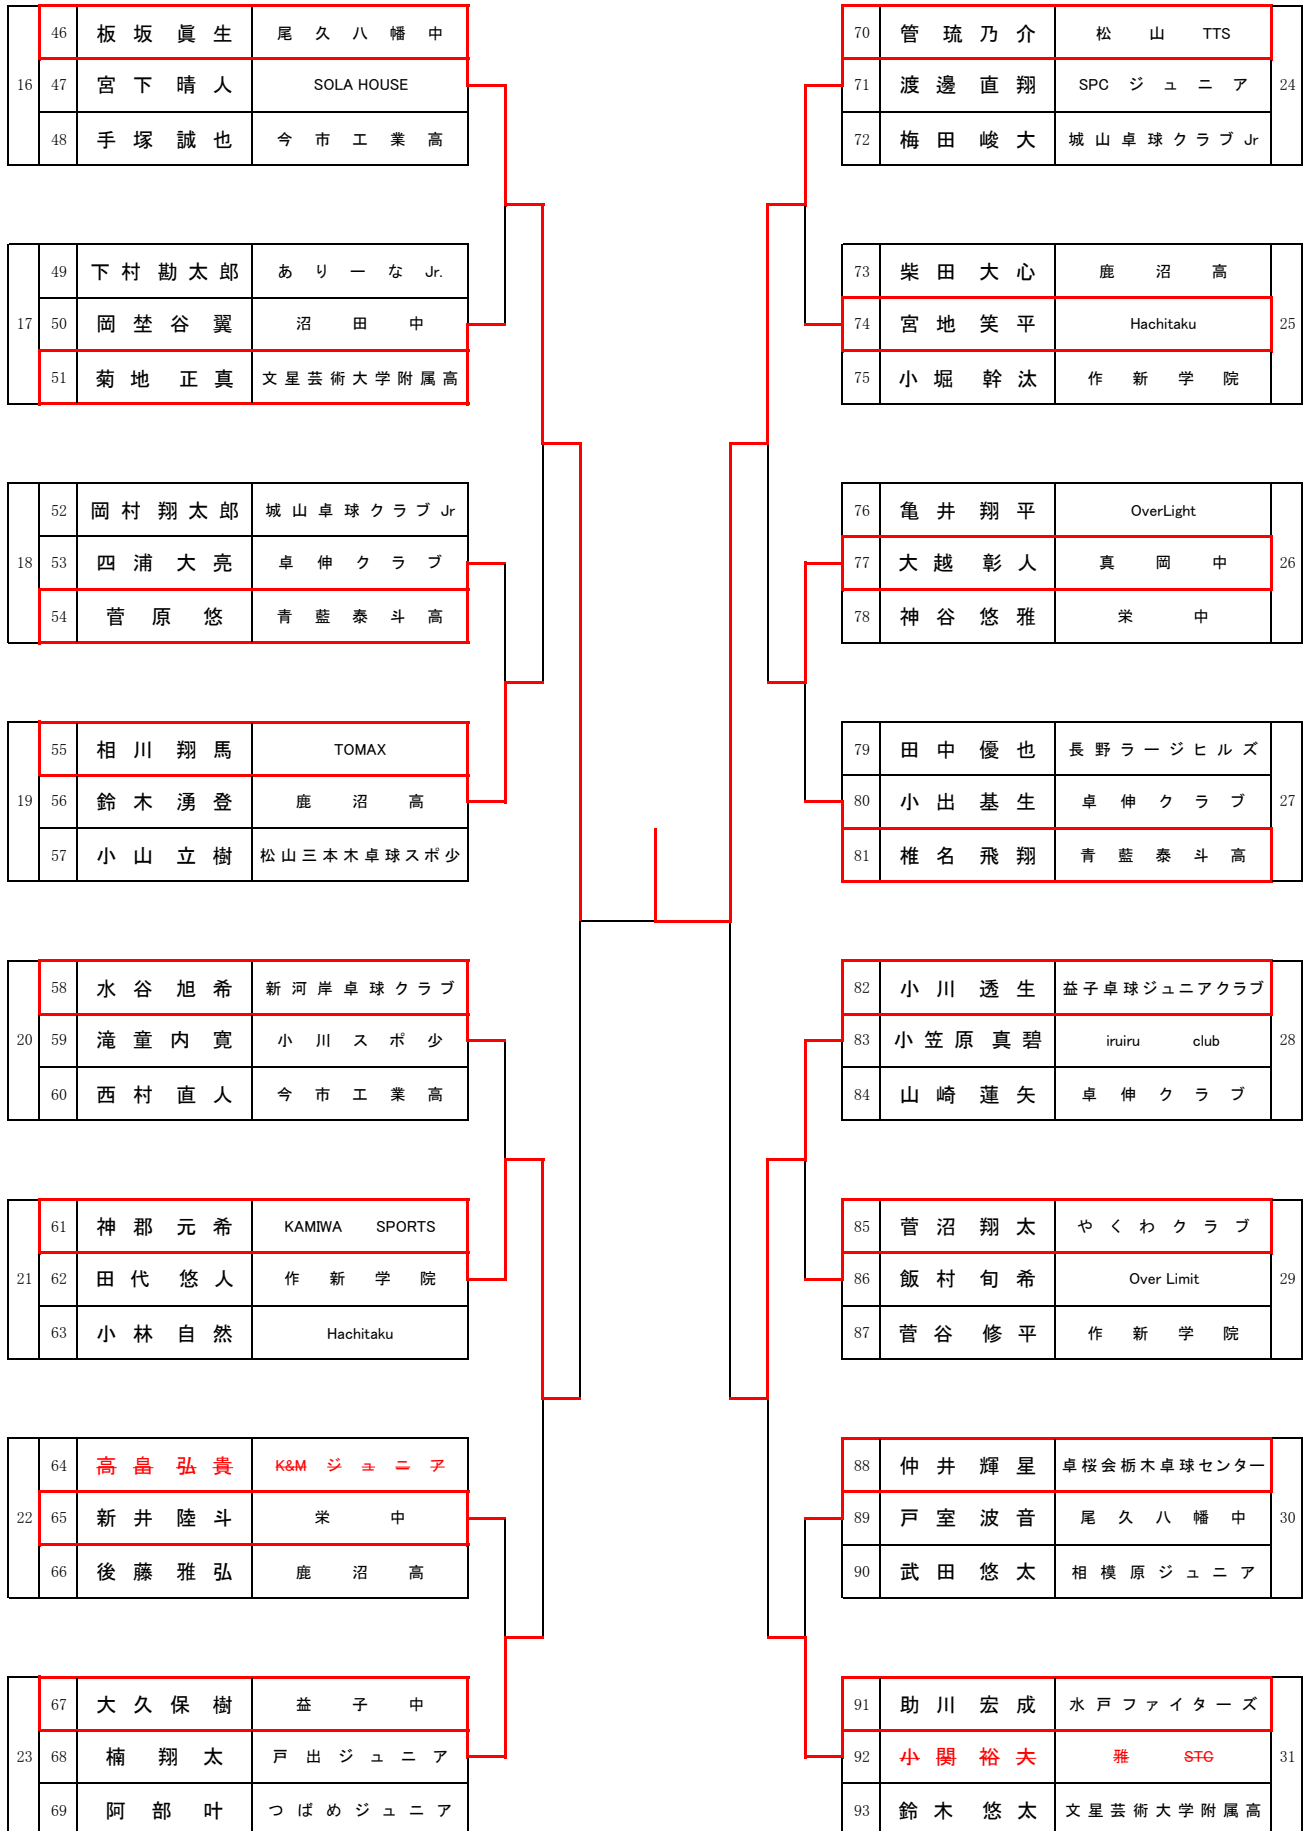 46 板坂 眞生 尾久八幡中
16 47 宮下 晴人 SOLA HOUSE
48 手塚 誠也 今市工業高
49 下村 勘太郎 ありーなJr.
17 50 岡埜谷 翼 沼田中
51 菊地 正真 文星芸術大学附属高
52 岡村 翔太郎 城山卓球クラブJr
18 53 四浦 大亮 卓伸クラブ
54 菅原 悠 青藍泰斗高
55 相川 翔馬 TOMAX
19 56 鈴木 湧登 鹿沼高
57 小山 立樹 松山三本木卓球スポ少
58 水谷 旭希 新河岸卓球クラブ
20 59 滝童内 寛 小川スポ少
60 西村 直人 今市工業高
61 神郡 元希 KAMIWA SPORTS
21 62 田代 悠人 作新学院
63 小林 自然 Hachitaku
64 高畠 弘貴 K&Mジュニア
22 65 新井 陸斗 栄中
66 後藤 雅弘 鹿沼高
67 大久保 樹 益子中
23 68 楠 翔太 戸出ジュニア
69 阿部 叶 つばめジュニア
70 管 琉乃介 松山TTS
71 渡邊 直翔 SPCジュニア 24
72 梅田 峻大 城山卓球クラブJr
73 柴田 大心 鹿沼高
74 宮地 笑平 Hachitaku 25
75 小堀 幹汰 作新学院
76 亀井 翔平 OverLight
77 大越 彰人 真岡中 26
78 神谷 悠雅 栄中
79 田中 優也 長野ラージヒルズ
80 小出 基生 卓伸クラブ 27
81 椎名 飛翔 青藍泰斗高
82 小川 透生 益子卓球ジュニアクラブ
83 小笠原 真碧 iruiru club 28
84 山崎 蓮矢 卓伸クラブ
85 菅沼 翔太 やくわクラブ
86 飯村 旬希 Over Limit 29
87 菅谷 修平 作新学院
88 仲井 輝星 卓桜会栃木卓球センター
89 戸室 波音 尾久八幡中 30
90 武田 悠太 相模原ジュニア
91 助川 宏成 水戸ファイターズ
92 小関 裕大 雅STC 31
93 鈴木 悠太 文星芸術大学附属高